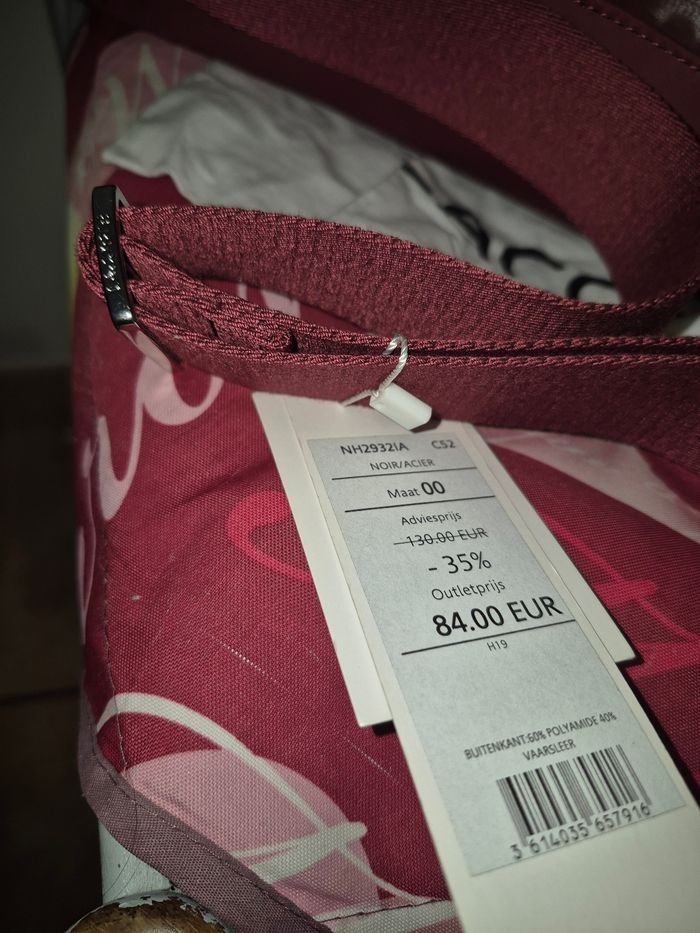 LACO
NH2932IA C52
NOIR/ACIER
Maat 00
Adviesprijs
130.00 EUR
- 35%
Outletprijs
84.00 EUR
H19
BUITENKANT:60% POLYAMIDE 40%
VAARSLEER
3 614035 657916